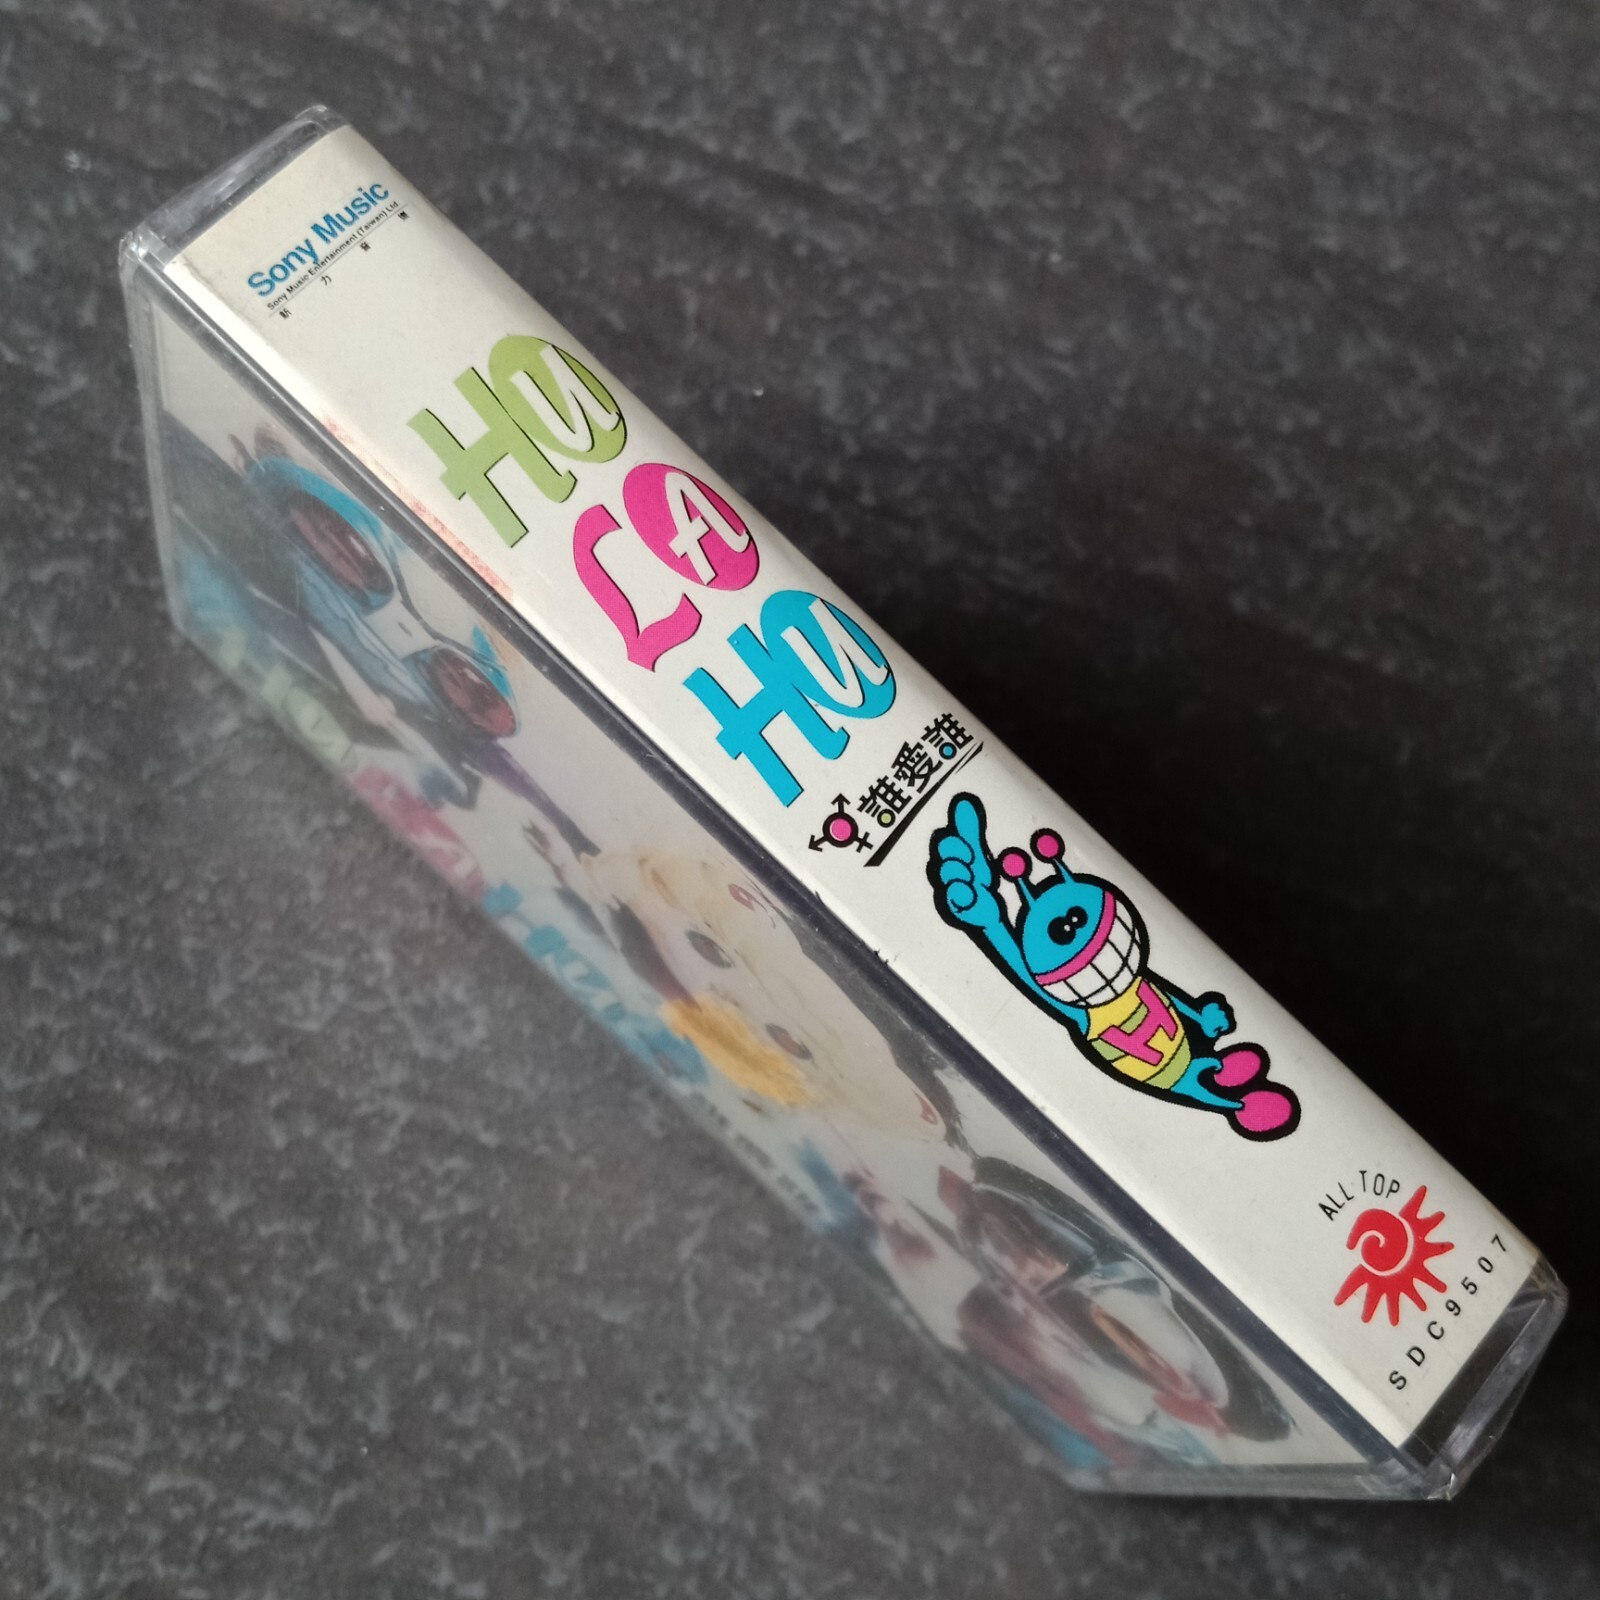 Sony Music
Sony Music Entertainment (Taiwan) Ltd.
新力音樂
HU
LA
HU
誰愛誰
H
ALL TOP
SDC9507